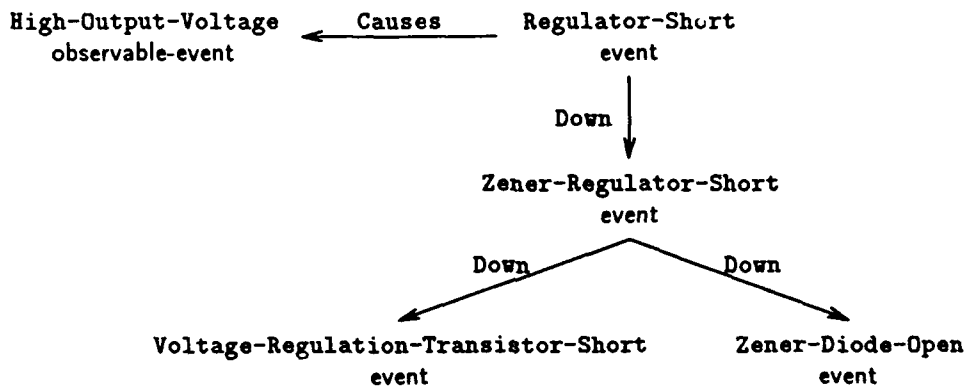 High-Output-Voltage
observable-event
Causes
Regulator-Short
event
Down
Zener-Regulator-Short
event
Down
Down
Voltage-Regulation-Transistor-Short
event
Zener-Diode-Open
event